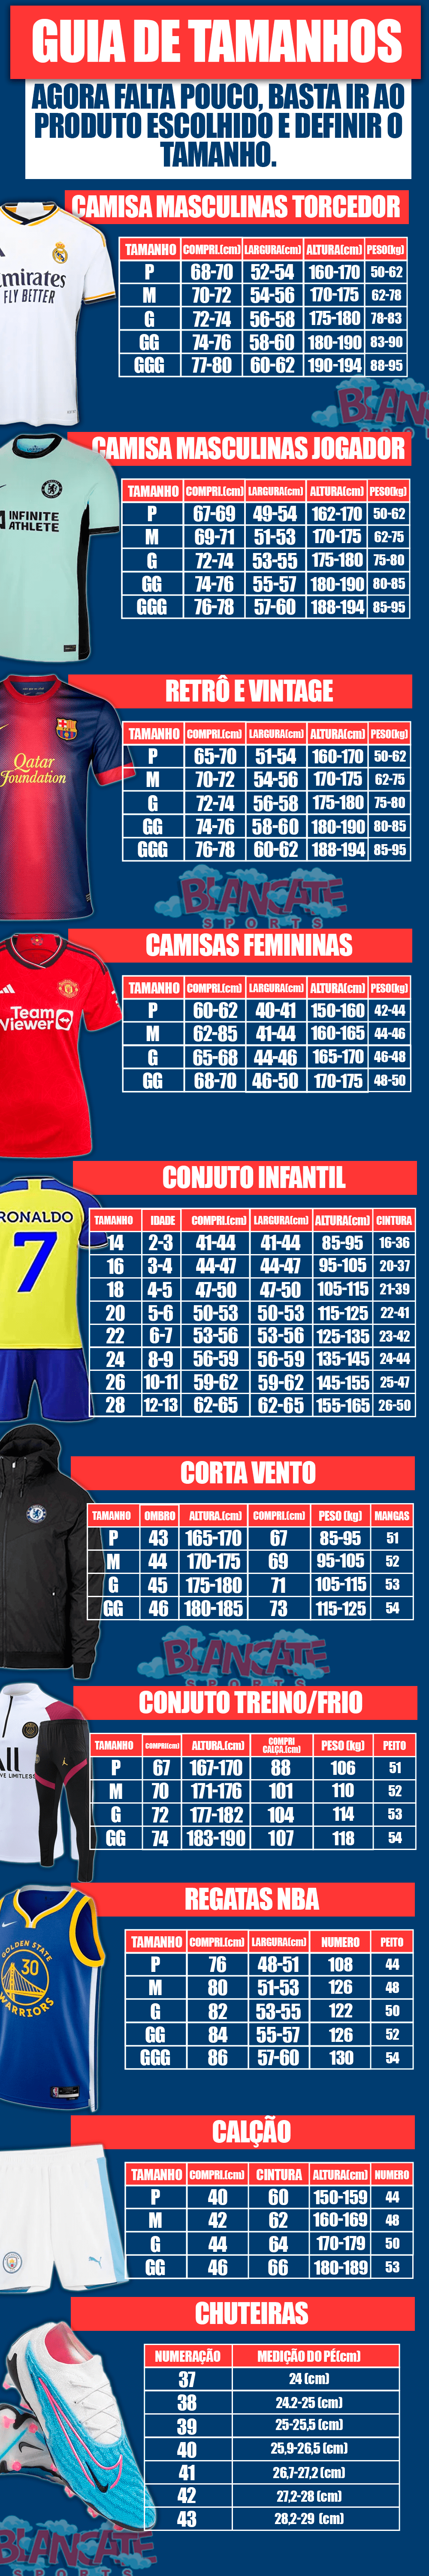 GUIA DE TAMANHOS
AGORA FALTA POUCO, BASTA IR AO
PRODUTO ESCOLHIDO E DEFINIR O
TAMANHO.
CAMISA MASCULINAS TORCEDOR
TAMANHO COMPRI.(cm) LARGURA(cm) ALTURA(cm) PESO(kg)
P 68-70 52-54 160-170 50-62
M 70-72 54-56 170-175 62-78
G 72-74 56-58 175-180 78-83
GG 74-76 58-60 180-190 83-90
GGG 77-80 60-62 190-194 88-95
mirates
FLY BETTER
CAMISA MASCULINAS JOGADOR
TAMANHO COMPRI.(cm) LARGURA(cm) ALTURA(cm) PESO(kg)
P 67-69 49-54 162-170 50-62
M 69-71 51-53 170-175 62-75
G 72-74 53-55 175-180 75-80
GG 74-76 55-57 180-190 80-85
GGG 76-78 57-60 188-194 85-95
INFINITE
ATHLETE
RETRÔ E VINTAGE
TAMANHO COMPRI.(cm) LARGURA(cm) ALTURA(cm) PESO(kg)
P 65-70 51-54 160-170 50-62
M 70-72 54-56 170-175 62-75
G 72-74 56-58 175-180 75-80
GG 74-76 58-60 180-190 80-85
GGG 76-78 60-62 188-194 85-95
Qatar
Foundation
BLANCATE
SPORTS
CAMISAS FEMININAS
TAMANHO COMPRI.(cm) LARGURA(cm) ALTURA(cm) PESO(kg)
P 60-62 40-41 150-160 42-44
M 62-85 41-44 160-165 44-46
G 65-68 44-46 165-170 46-48
GG 68-70 46-50 170-175 48-50
Team
Viewer
CONJUTO INFANTIL
RONALDO
7
TAMANHO IDADE COMPRI.(cm) LARGURA(cm) ALTURA(cm) CINTURA
14 2-3 41-44 41-44 85-95 16-36
16 3-4 44-47 44-47 95-105 20-37
18 4-5 47-50 47-50 105-115 21-39
20 5-6 50-53 50-53 115-125 22-41
22 6-7 53-56 53-56 125-135 23-42
24 8-9 56-59 56-59 135-145 24-44
26 10-11 59-62 59-62 145-155 25-47
28 12-13 62-65 62-65 155-165 26-50
CORTA VENTO
TAMANHO OMBRO ALTURA.(cm) COMPRI.(cm) PESO (kg) MANGAS
P 43 165-170 67 85-95 51
M 44 170-175 69 95-105 52
G 45 175-180 71 105-115 53
GG 46 180-185 73 115-125 54
BLANCATE
SPORTS
CONJUTO TREINO/FRIO
TAMANHO COMPRI(cm) ALTURA.(cm) COMPRI CALÇA.(cm) PESO (kg) PEITO
P 67 167-170 88 106 51
M 70 171-176 101 110 52
G 72 177-182 104 114 53
GG 74 183-190 107 118 54
VE LIMITLESS
REGATAS NBA
TAMANHO COMPRI.(cm) LARGURA(cm) NUMERO PEITO
P 76 48-51 108 44
M 80 51-53 126 48
G 82 53-55 122 50
GG 84 55-57 126 52
GGG 86 57-60 130 54
GOLDEN STATE
30
WARRIORS
CALÇÃO
TAMANHO COMPRI.(cm) CINTURA ALTURA(cm) NUMERO
P 40 60 150-159 44
M 42 62 160-169 48
G 44 64 170-179 50
GG 46 66 180-189 53
CHUTEIRAS
NUMERAÇÃO MEDIÇÃO DO PÉ(cm)
37 24 (cm)
38 24.2-25 (cm)
39 25-25,5 (cm)
40 25,9-26,5 (cm)
41 26,7-27,2 (cm)
42 27,2-28 (cm)
43 28,2-29 (cm)
BLANCATE
SPORTS